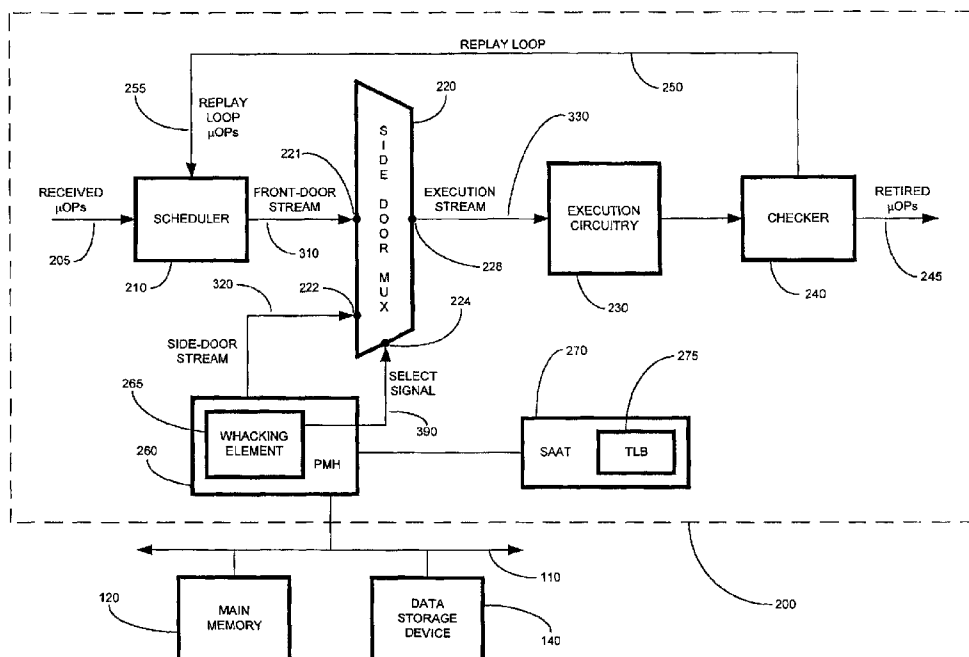 REPLAY LOOP
250
255
220
330
REPLAY
LOOP
µOPs
221
SIDE DOOR MUX
RECEIVED
µOPs
SCHEDULER
FRONT-DOOR
STREAM
EXECUTION
STREAM
EXECUTION
CIRCUITRY
CHECKER
RETIRED
µOPs
205
210
310
228
230
240
245
320
222
224
SIDE-DOOR
STREAM
SELECT
SIGNAL
270
275
265
390
WHACKING
ELEMENT
PMH
SAAT
TLB
260
110
120
MAIN
MEMORY
DATA
STORAGE
DEVICE
140
200